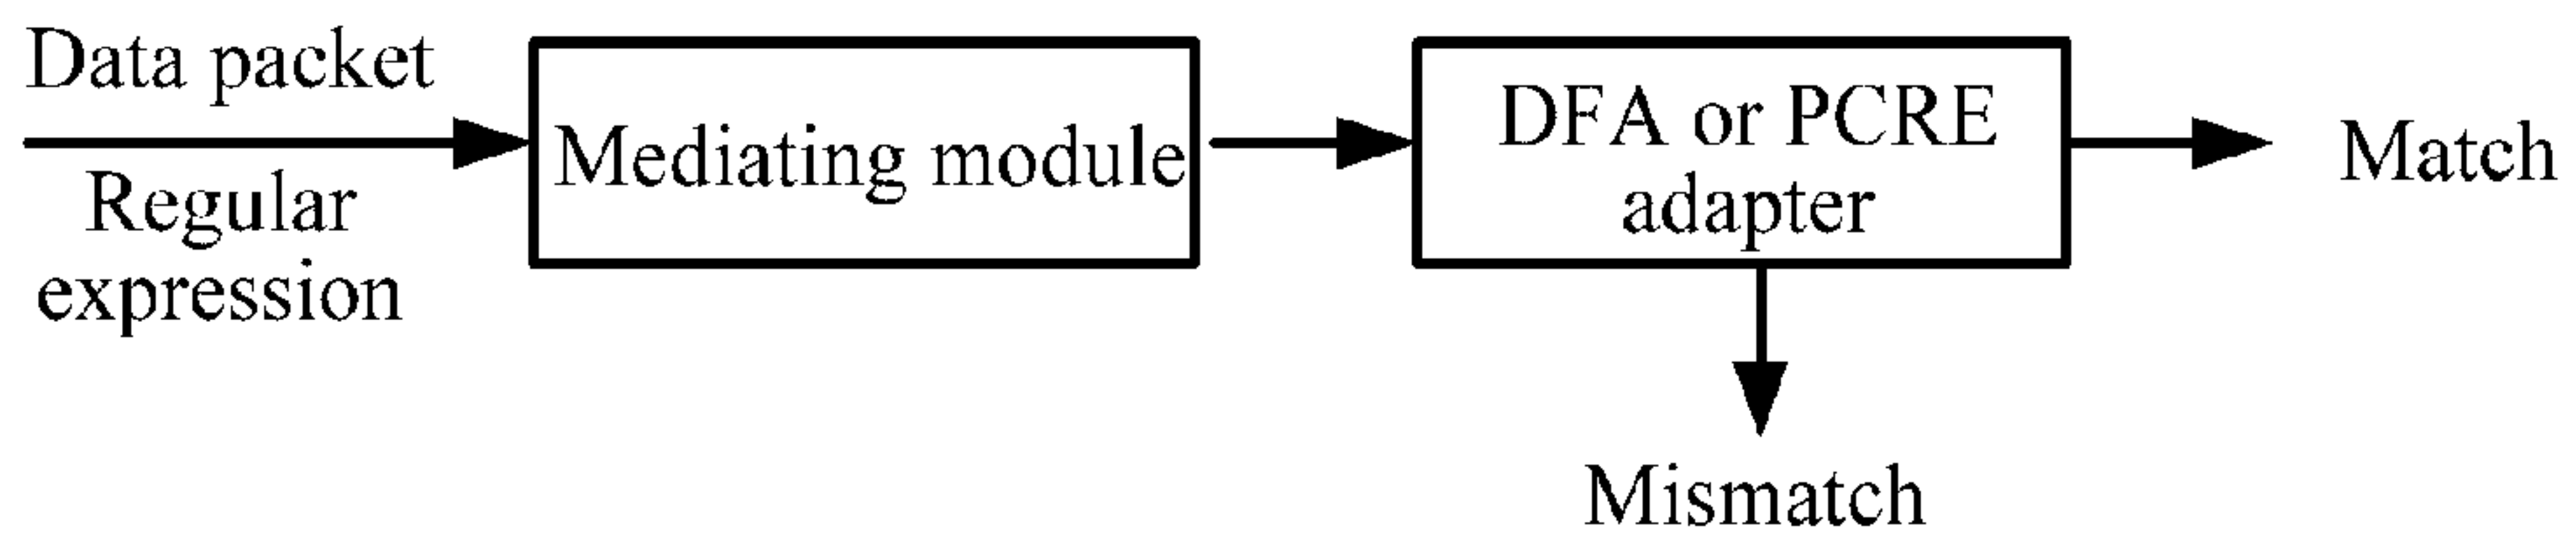 Data packet
Regular
expression
Mediating module
DFA or PCRE
adapter
Match
Mismatch